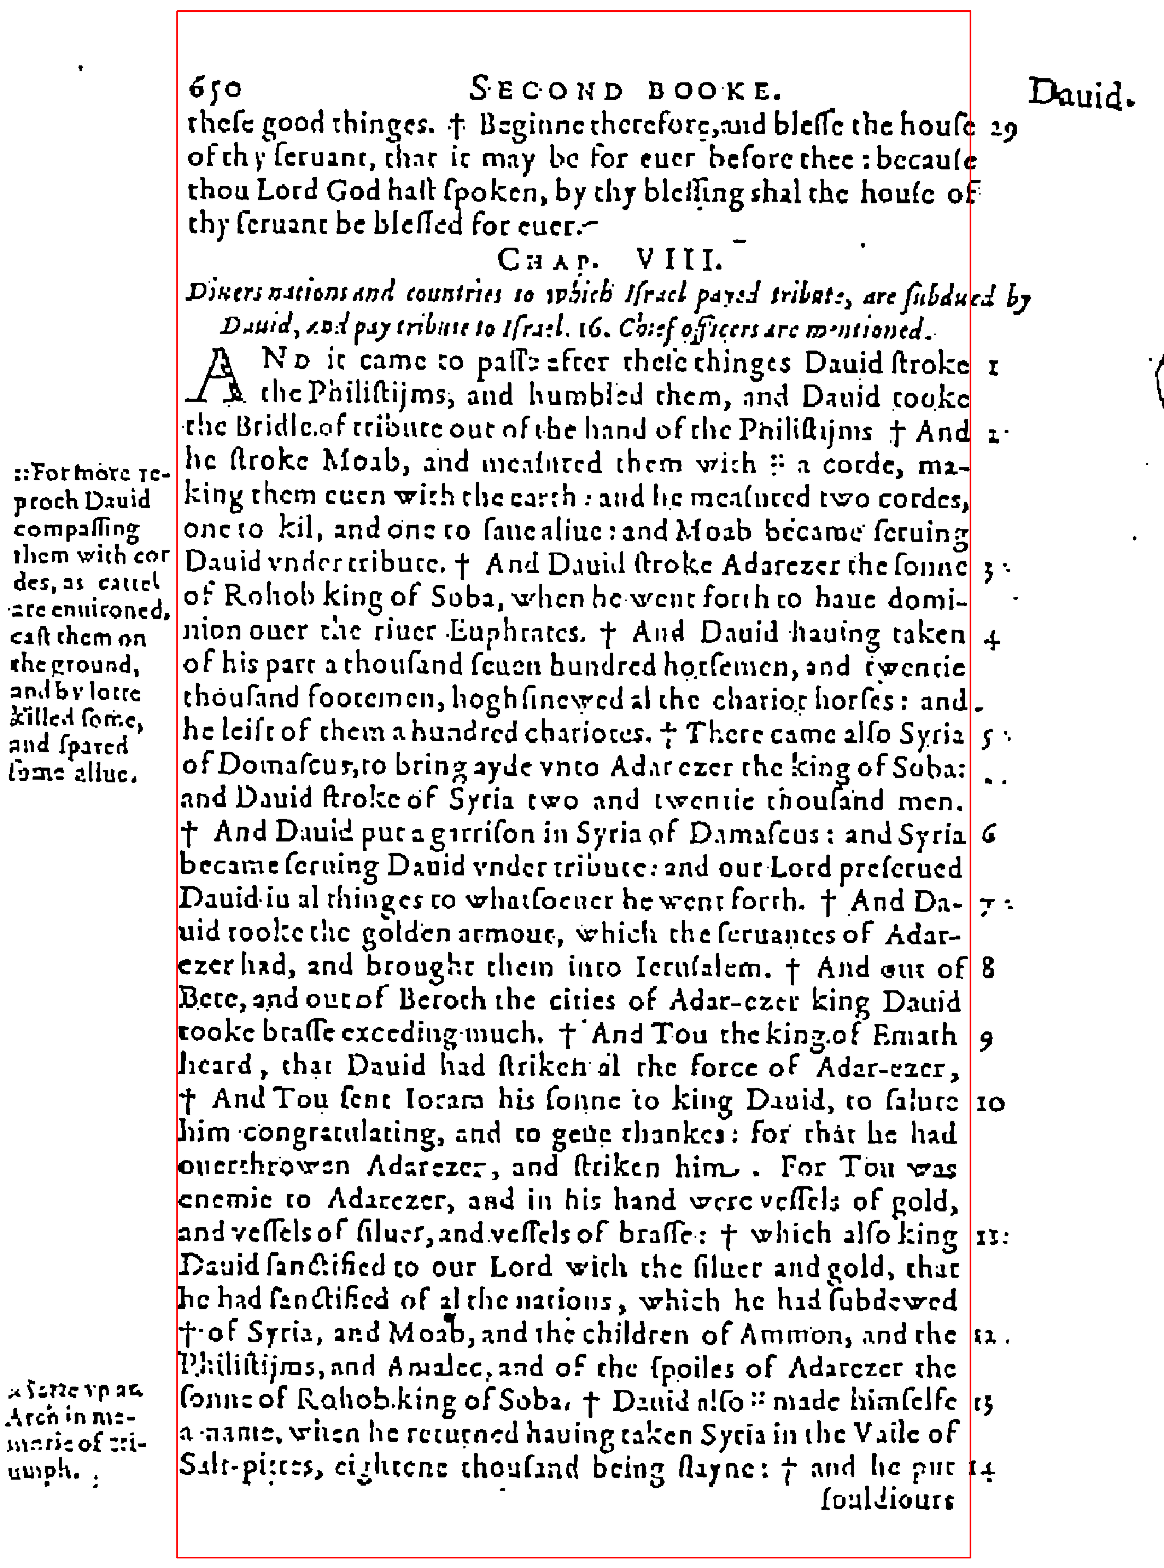 650 SECOND BOOKE. Dauid.
theſe good thinges. † Beginne therefore, and bleſſe the houſe 29
of thy ſeruant, that it may be for euer before thee: becauſe
thou Lord God haſt ſpoken, by thy bleſſing shal the houſe of
thy ſeruant be bleſſed for euer.
CHAP. VIII.
Diuers nations and countries to which Iſrael payed tribute, are ſubdued by
Dauid, and pay tribute to Iſrael. 16. Chief officers are mentioned.
AND it came to paſſe after theſe thinges Dauid ſtroke 1
the Philiſtijms, and humbled them, and Dauid tooke
the Bridle of tribute out of the hand of the Philiſtijms † And 2
he ſtroke Moab, and meaſured them with :: a corde, ma-
king them euen with the earth: and he meaſured two cordes,
one to kil, and one to ſaue aliue: and Moab became ſeruing
Dauid vnder tribute. † And Dauid ſtroke Adarezer the ſonne 3
of Rohob king of Soba, when he went forth to haue domi-
nion ouer the riuer Euphrates. † And Dauid hauing taken 4
of his part a thouſand ſeuen hundred horſemen, and twentie
thouſand footemen, hoghſinewed al the chariot horſes: and
he leift of them a hundred chariotes. † There came alſo Syria 5
of Domaſcus, to bring ayde vnto Adarezer the king of Soba:
and Dauid ſtroke of Syria two and twentie thouſand men.
† And Dauid put a garriſon in Syria of Damaſcus: and Syria 6
became ſeruing Dauid vnder tribute: and our Lord preſerued
Dauid in al thinges to whatſoeuer he went forth. † And Da- 7
uid tooke the golden armour, which the ſeruantes of Adar-
ezer had, and brought them into Ieruſalem. † And out of 8
Bete, and out of Beroth the cities of Adar-ezer king Dauid
tooke braſſe exceding much. † And Tou the king of Emath 9
heard, that Dauid had ſtriken al the force of Adar-ezer,
† And Tou ſent Ioram his ſonne to king Dauid, to ſalute 10
him congratulating, and to geue thankes: for that he had
ouerthrowen Adarezer, and ſtriken him. For Tou was
enemie to Adarezer, and in his hand were veſſels of gold,
and veſſels of ſiluer, and veſſels of braſſe: † which alſo king 11
Dauid ſanctified to our Lord with the ſiluer and gold, that
he had ſanctified of al the nations, which he had ſubdewed
† of Syria, and Moab, and the children of Ammon, and the 12
Philiſtijms, and Amalec, and of the ſpoiles of Adarezer the
ſonne of Rohob king of Soba. † Dauid alſo :: made himſelfe 13
a name, when he returned hauing taken Syria in the Vaile of
Salt-pittes, eightene thouſand being ſlayne: † and he put 14
ſouldiours
:: For more re-
proch Dauid
compaſſing
them with cor
des, as cattel
are enuironed,
caſt them on
the ground,
and by lotte
killed ſome,
and ſpared
ſome aliue.
Sette vp an
Arch in me-
morie of tri-
umph.